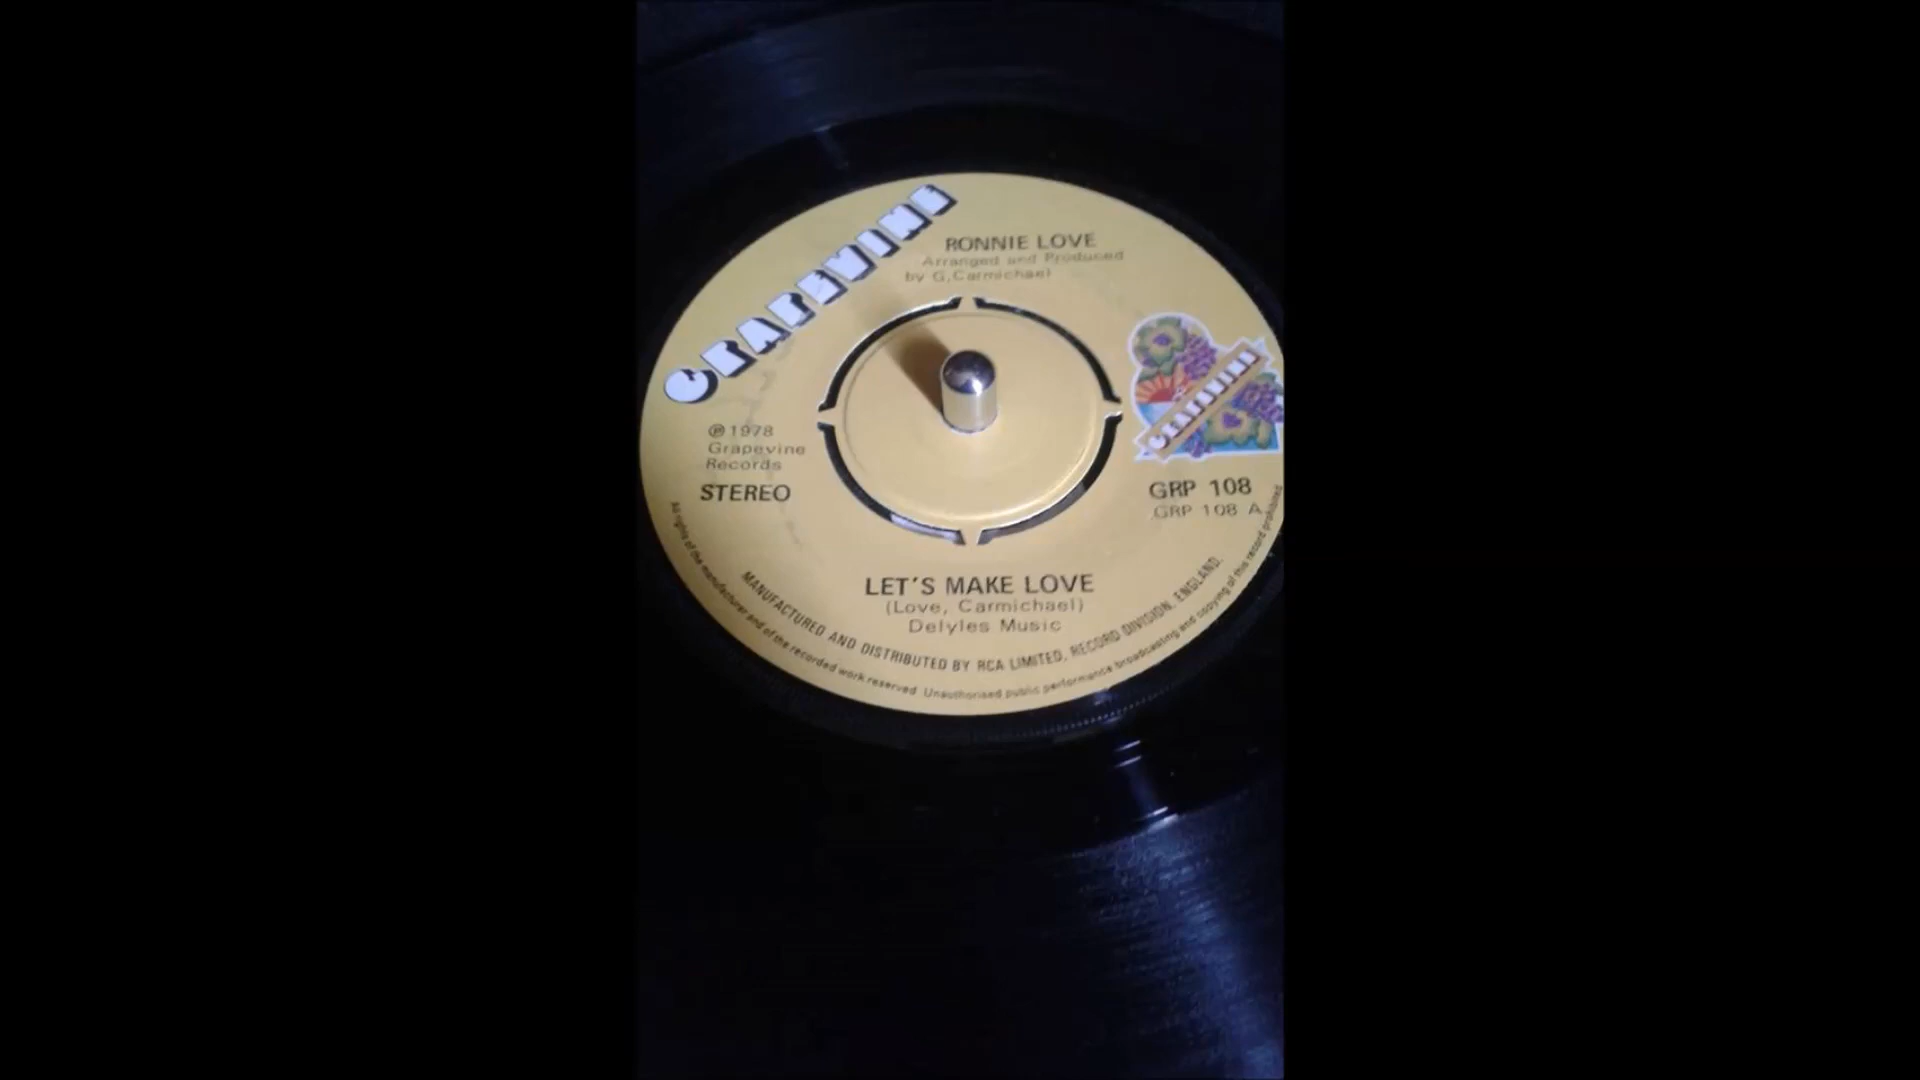 GRAPEVINE
RONNIE LOVE
Arranged and Produced
by G.Carmichael
GRAPEVINE
℗ 1978
Grapevine
Records
STEREO
GRP 108
GRP 108 A
LET'S MAKE LOVE
(Love, Carmichael)
Delyles Music
MANUFACTURED AND DISTRIBUTED BY RCA LIMITED, RECORD DIVISION, ENGLAND.
All rights of the manufacturer and of the recorded work reserved. Unauthorised public performance broadcasting and copying of this record prohibited